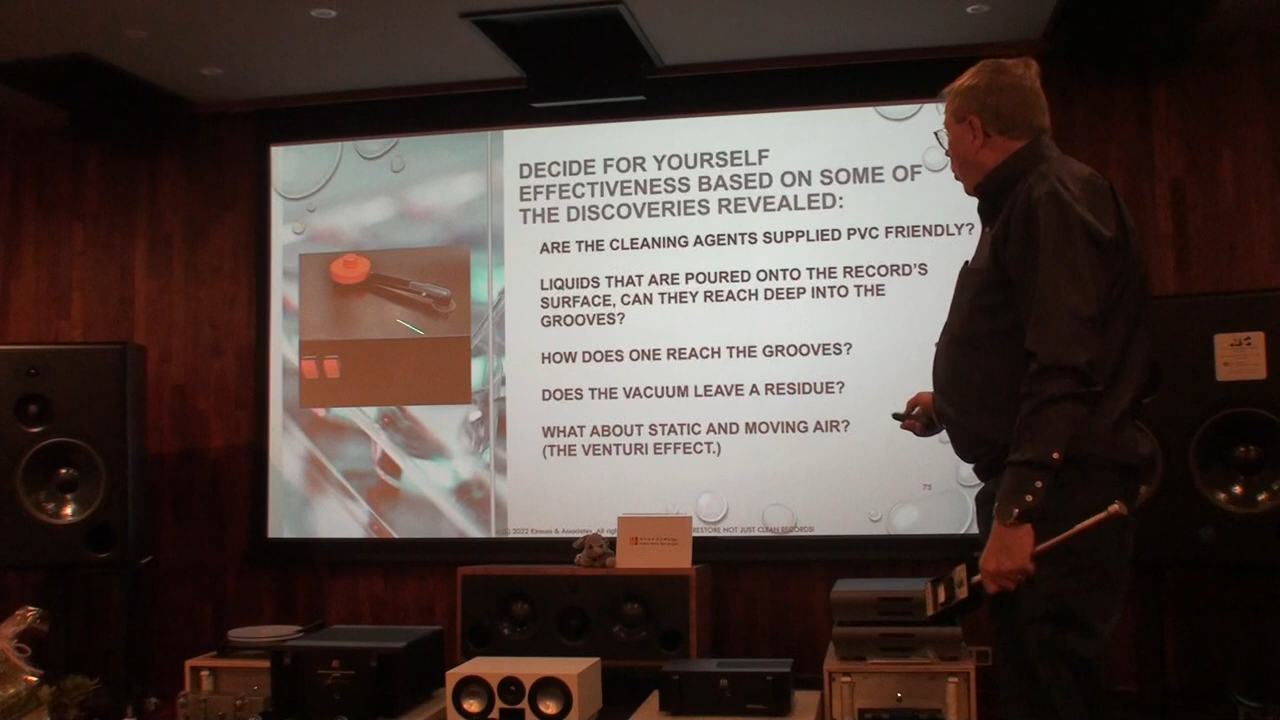 DECIDE FOR YOURSELF
EFFECTIVENESS BASED ON SOME OF
THE DISCOVERIES REVEALED:
ARE THE CLEANING AGENTS SUPPLIED PVC FRIENDLY?
LIQUIDS THAT ARE POURED ONTO THE RECORD'S
SURFACE, CAN THEY REACH DEEP INTO THE
GROOVES?
HOW DOES ONE REACH THE GROOVES?
DOES THE VACUUM LEAVE A RESIDUE?
WHAT ABOUT STATIC AND MOVING AIR?
(THE VENTURI EFFECT.)
75
2022 Kirmuss & Associates. All RESTORE NOT JUST CLEAN RECORDS!